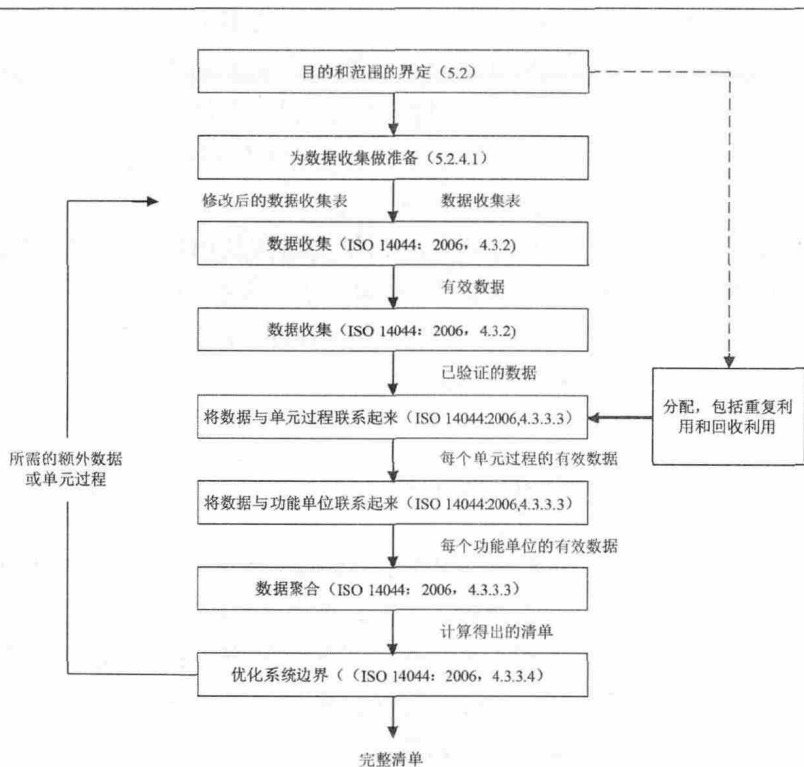 目的和范围的界定（5.2）
为数据收集做准备（5.2.4.1）
修改后的数据收集表
数据收集表
数据收集（ISO 14044：2006，4.3.2)
有效数据
数据收集（ISO 14044：2006，4.3.2)
已验证的数据
分配，包括重复利
用和回收利用
将数据与单元过程联系起来（ISO 14044:2006,4.3.3.3）
每个单元过程的有效数据
所需的额外数据
或单元过程
将数据与功能单位联系起来（ISO 14044:2006,4.3.3.3）
每个功能单位的有效数据
数据聚合（ISO 14044：2006，4.3.3.3）
计算得出的清单
优化系统边界（（ISO 14044：2006，4.3.3.4）
完整清单